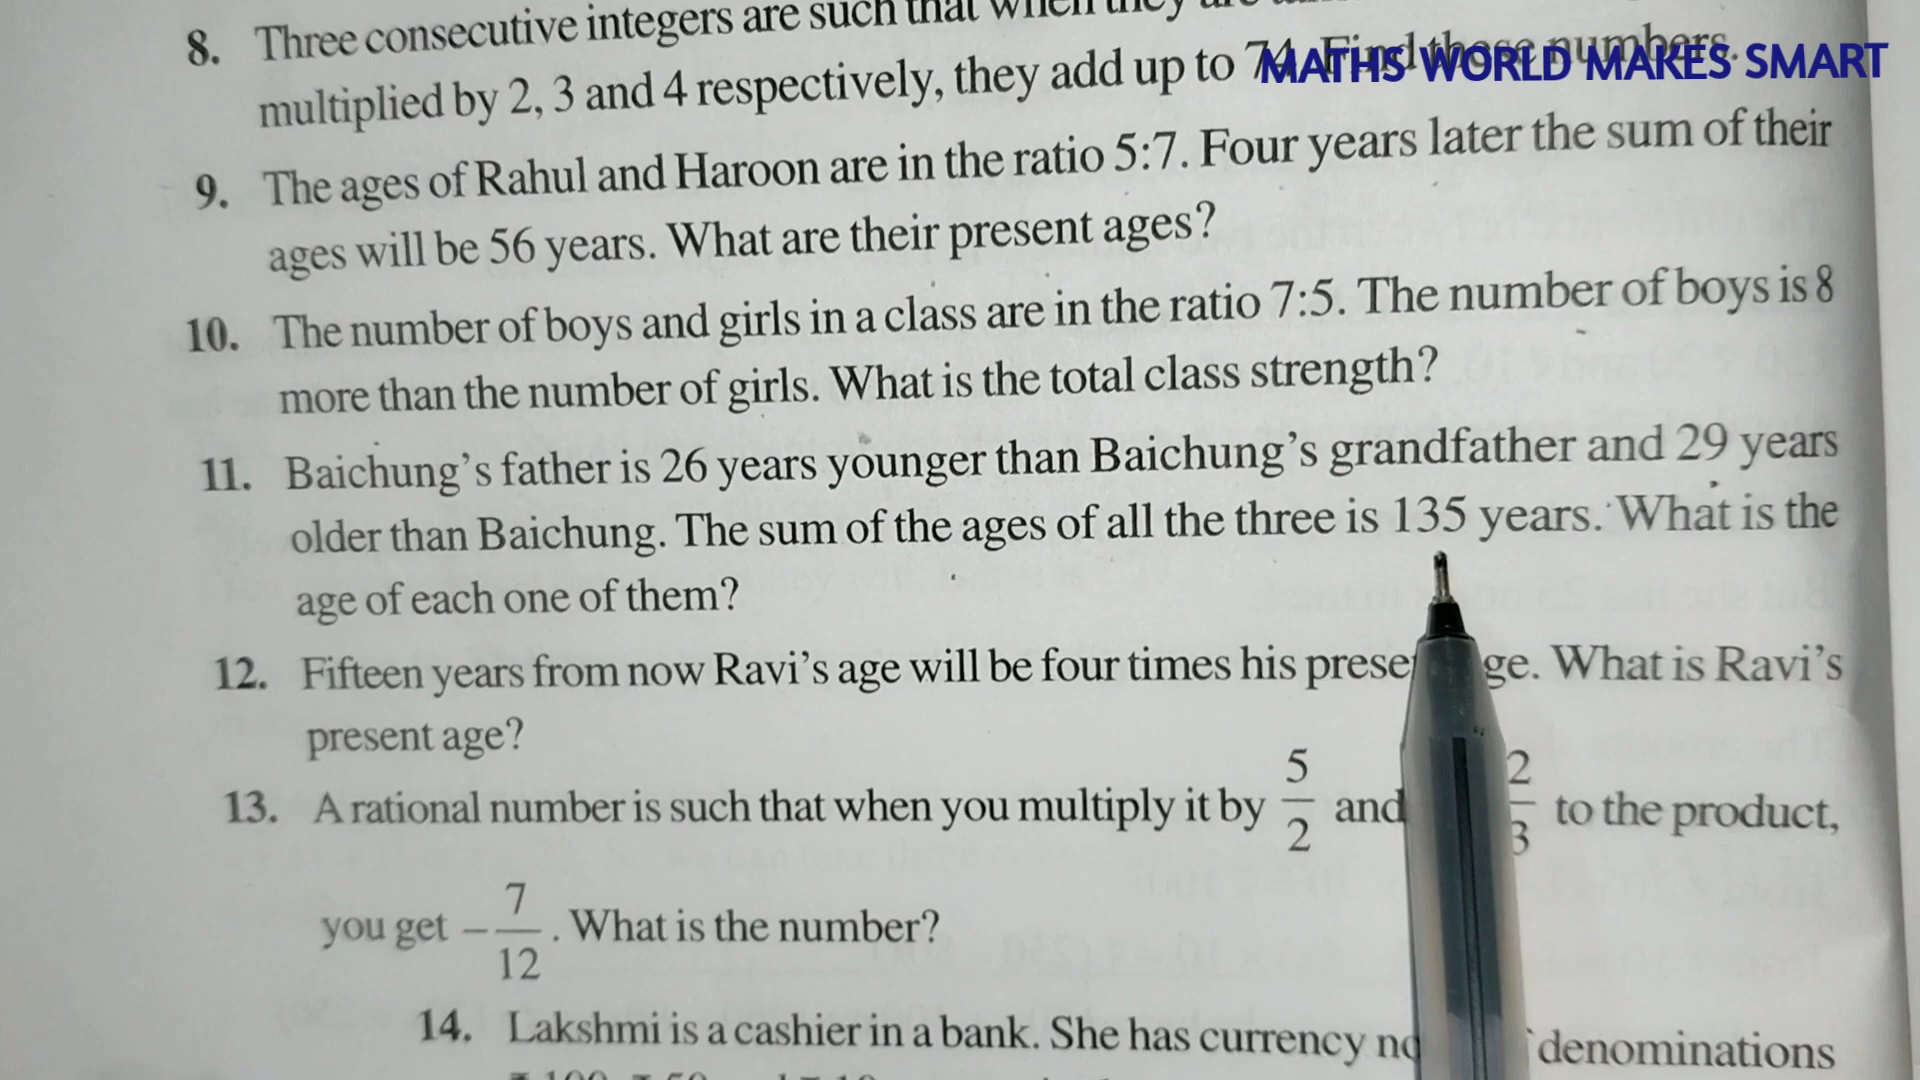 8. Three consecutive integers are such that when they
multiplied by 2, 3 and 4 respectively, they add up to 74. Find these numbers.
MATHS WORLD MAKES SMART
9. The ages of Rahul and Haroon are in the ratio 5:7. Four years later the sum of their
ages will be 56 years. What are their present ages?
10. The number of boys and girls in a class are in the ratio 7:5. The number of boys is 8
more than the number of girls. What is the total class strength?
11. Baichung’s father is 26 years younger than Baichung’s grandfather and 29 years
older than Baichung. The sum of the ages of all the three is 135 years. What is the
age of each one of them?
12. Fifteen years from now Ravi’s age will be four times his prese ge. What is Ravi’s
present age?
13. A rational number is such that when you multiply it by 5/2 and 2/3 to the product,
you get -7/12. What is the number?
14. Lakshmi is a cashier in a bank. She has currency denominations